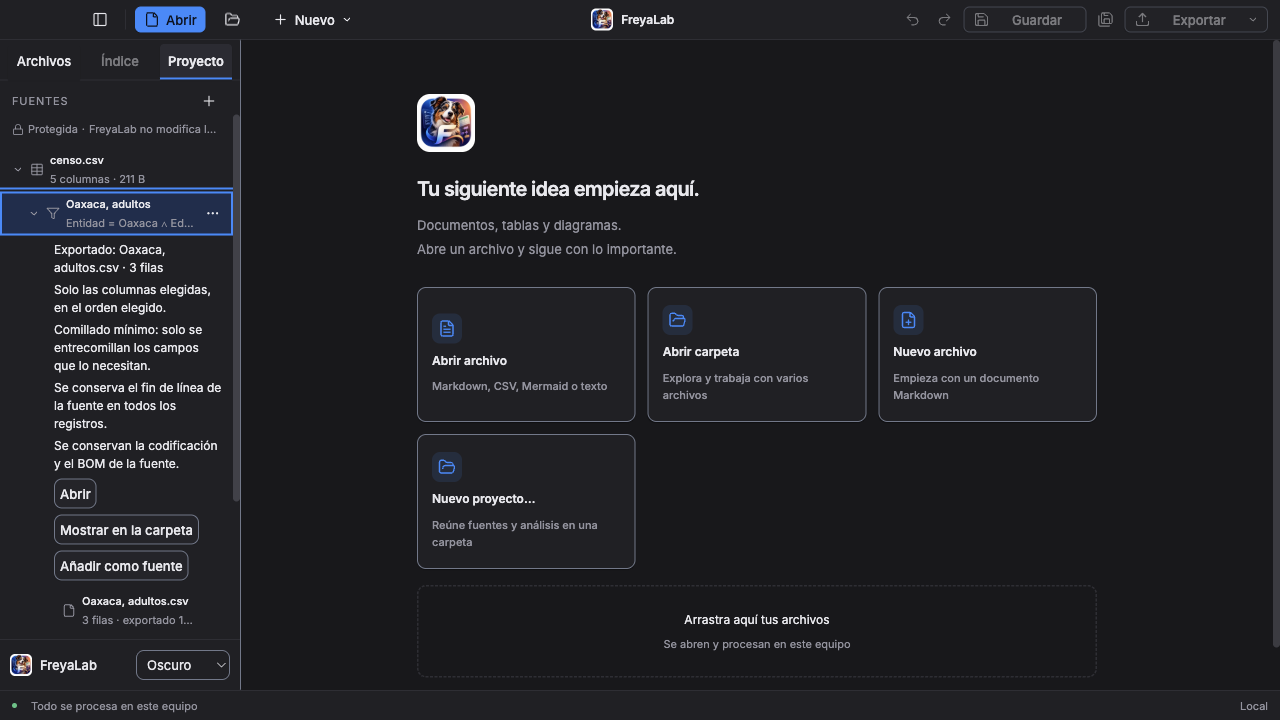 Abrir
Nuevo
FreyaLab
Guardar
Exportar
Archivos
Índice
Proyecto
FUENTES
Protegida · FreyaLab no modifica l...
censo.csv
5 columnas · 211 B
Oaxaca, adultos
Entidad = Oaxaca ∧ Ed...
Exportado: Oaxaca,
adultos.csv · 3 filas
Solo las columnas elegidas,
en el orden elegido.
Comillado mínimo: solo se
entrecomillan los campos
que lo necesitan.
Se conserva el fin de línea de
la fuente en todos los
registros.
Se conservan la codificación
y el BOM de la fuente.
Abrir
Mostrar en la carpeta
Añadir como fuente
Oaxaca, adultos.csv
3 filas · exportado 1...
FreyaLab
Oscuro
Tu siguiente idea empieza aquí.
Documentos, tablas y diagramas.
Abre un archivo y sigue con lo importante.
Abrir archivo
Markdown, CSV, Mermaid o texto
Abrir carpeta
Explora y trabaja con varios
archivos
Nuevo archivo
Empieza con un documento
Markdown
Nuevo proyecto...
Reúne fuentes y análisis en una
carpeta
Arrastra aquí tus archivos
Se abren y procesan en este equipo
Todo se procesa en este equipo
Local